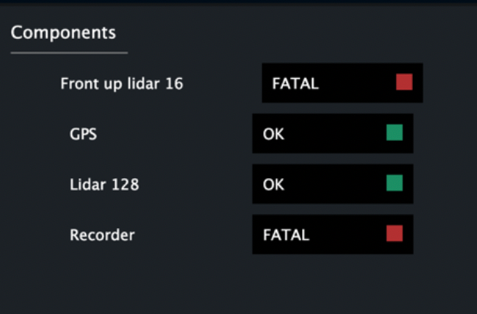 Components
Front up lidar 16 FATAL
GPS OK
Lidar 128 OK
Recorder FATAL